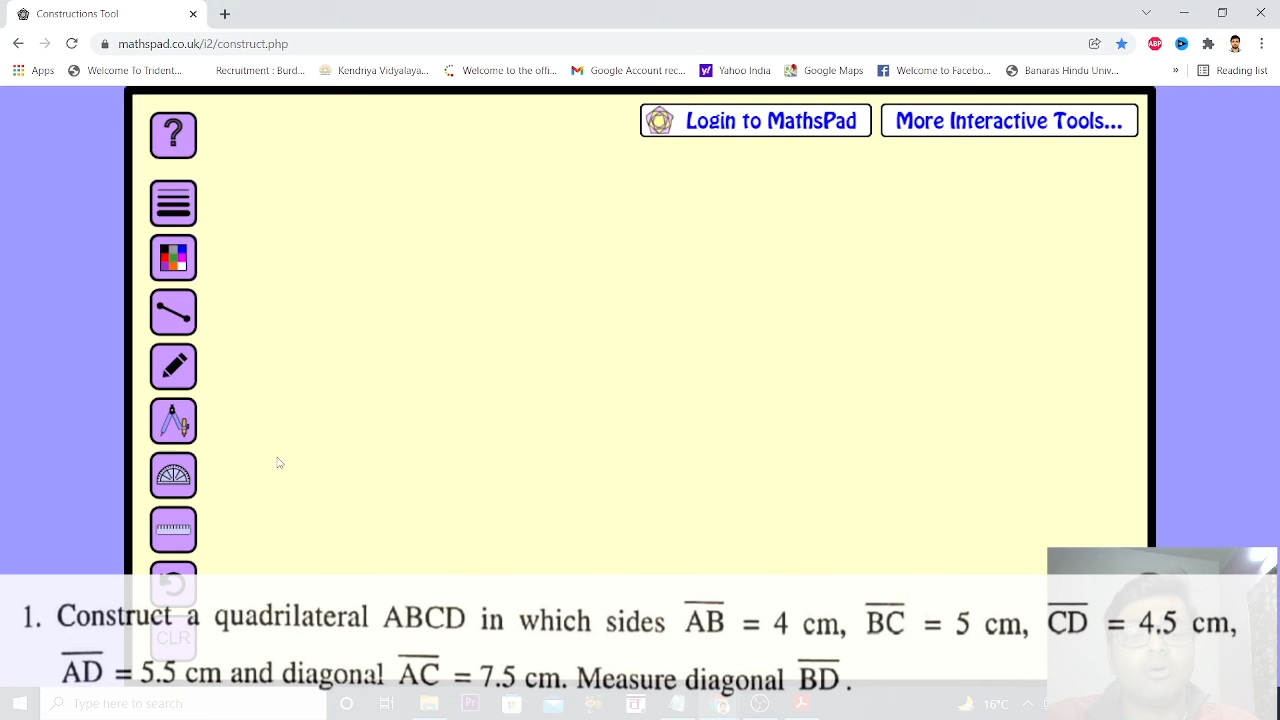 Constructions Tool
mathspad.co.uk/i2/construct.php
Apps Welcome To Trident... Recruitment : Burd... Kendriya Vidyalaya... Welcome to the offi... Google Account rec... Yahoo India Google Maps Welcome to Facebo... Banaras Hindu Univ... » Reading list
Login to MathsPad More Interactive Tools...
?
1. Construct a quadrilateral ABCD in which sides AB = 4 cm, BC = 5 cm, CD = 4.5 cm,
CLR
AD = 5.5 cm and diagonal AC = 7.5 cm. Measure diagonal BD.
Type here to search
16°C